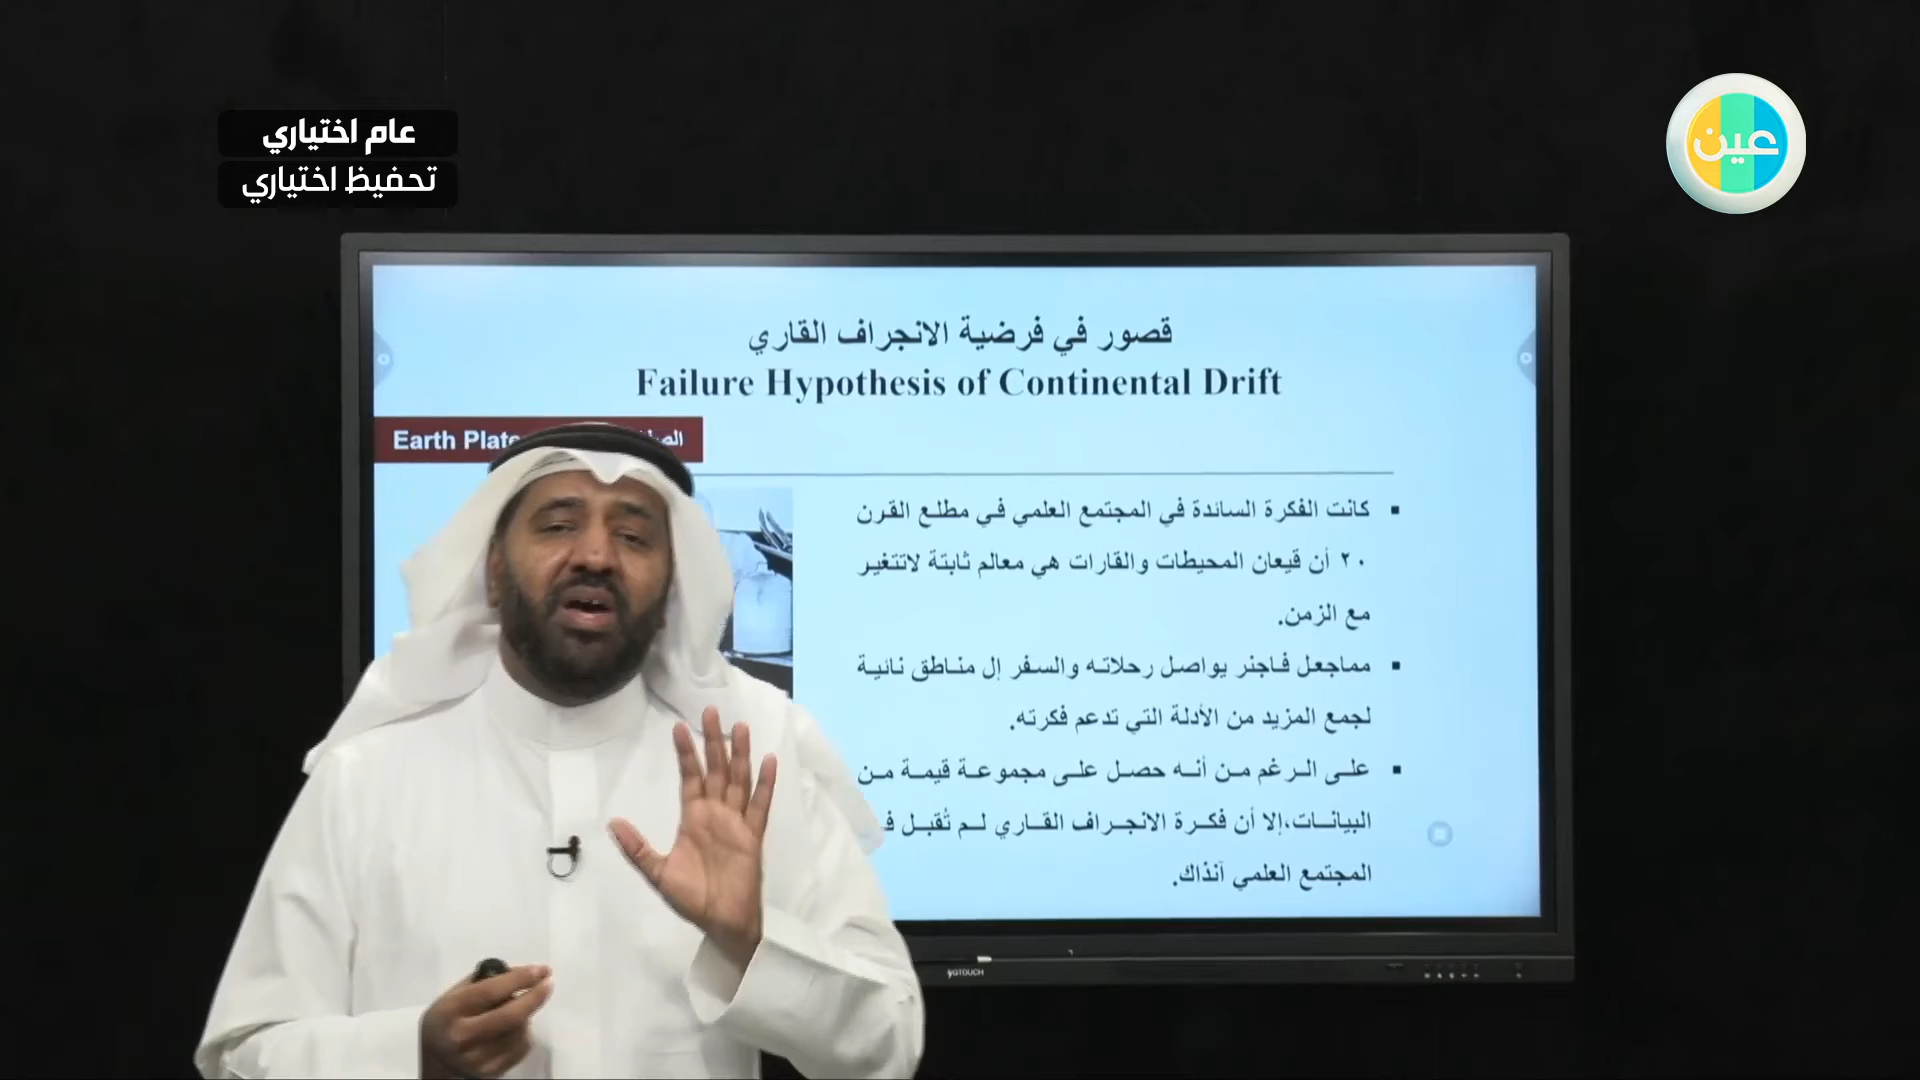 عام اختياري
تحفيظ اختياري
عين
قصور في فرضية الانجراف القاري
Failure Hypothesis of Continental Drift
Earth Plate
كانت الفكرة السائدة في المجتمع العلمي في مطلع القرن
٢٠ أن قيعان المحيطات والقارات هي معالم ثابتة لاتتغير
مع الزمن.
مماجعل فاجنر يواصل رحلاته والسفر إل مناطق نائية
لجمع المزيد من الأدلة التي تدعم فكرته.
على الرغم من أنه حصل على مجموعة قيمة من
البيانات،إلا أن فكرة الانجراف القاري لم تُقبل
المجتمع العلمي آنذاك.
GTOUCH